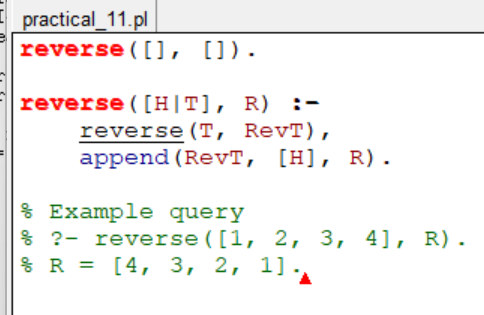 practical_11.pl
reverse([], []).
reverse([H|T], R) :-
    reverse(T, RevT),
    append(RevT, [H], R).
% Example query
% ?- reverse([1, 2, 3, 4], R).
% R = [4, 3, 2, 1].